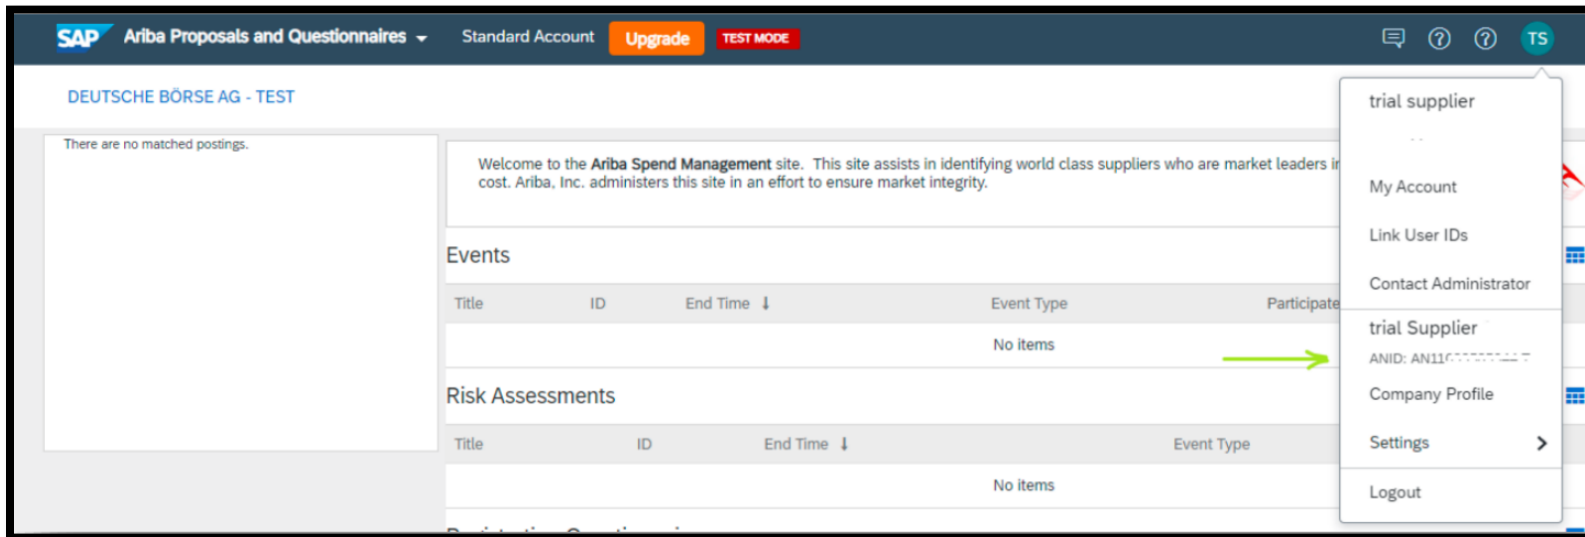 SAP Ariba Proposals and Questionnaires Standard Account Upgrade TEST MODE TS
DEUTSCHE BÖRSE AG - TEST
There are no matched postings.
Welcome to the Ariba Spend Management site. This site assists in identifying world class suppliers who are market leaders
cost. Ariba, Inc. administers this site in an effort to ensure market integrity.
Events
Title ID End Time ↓ Event Type Participate
No items
Risk Assessments
Title ID End Time ↓ Event Type
No items
trial supplier
My Account
Link User IDs
Contact Administrator
trial Supplier
ANID:
Company Profile
Settings
Logout